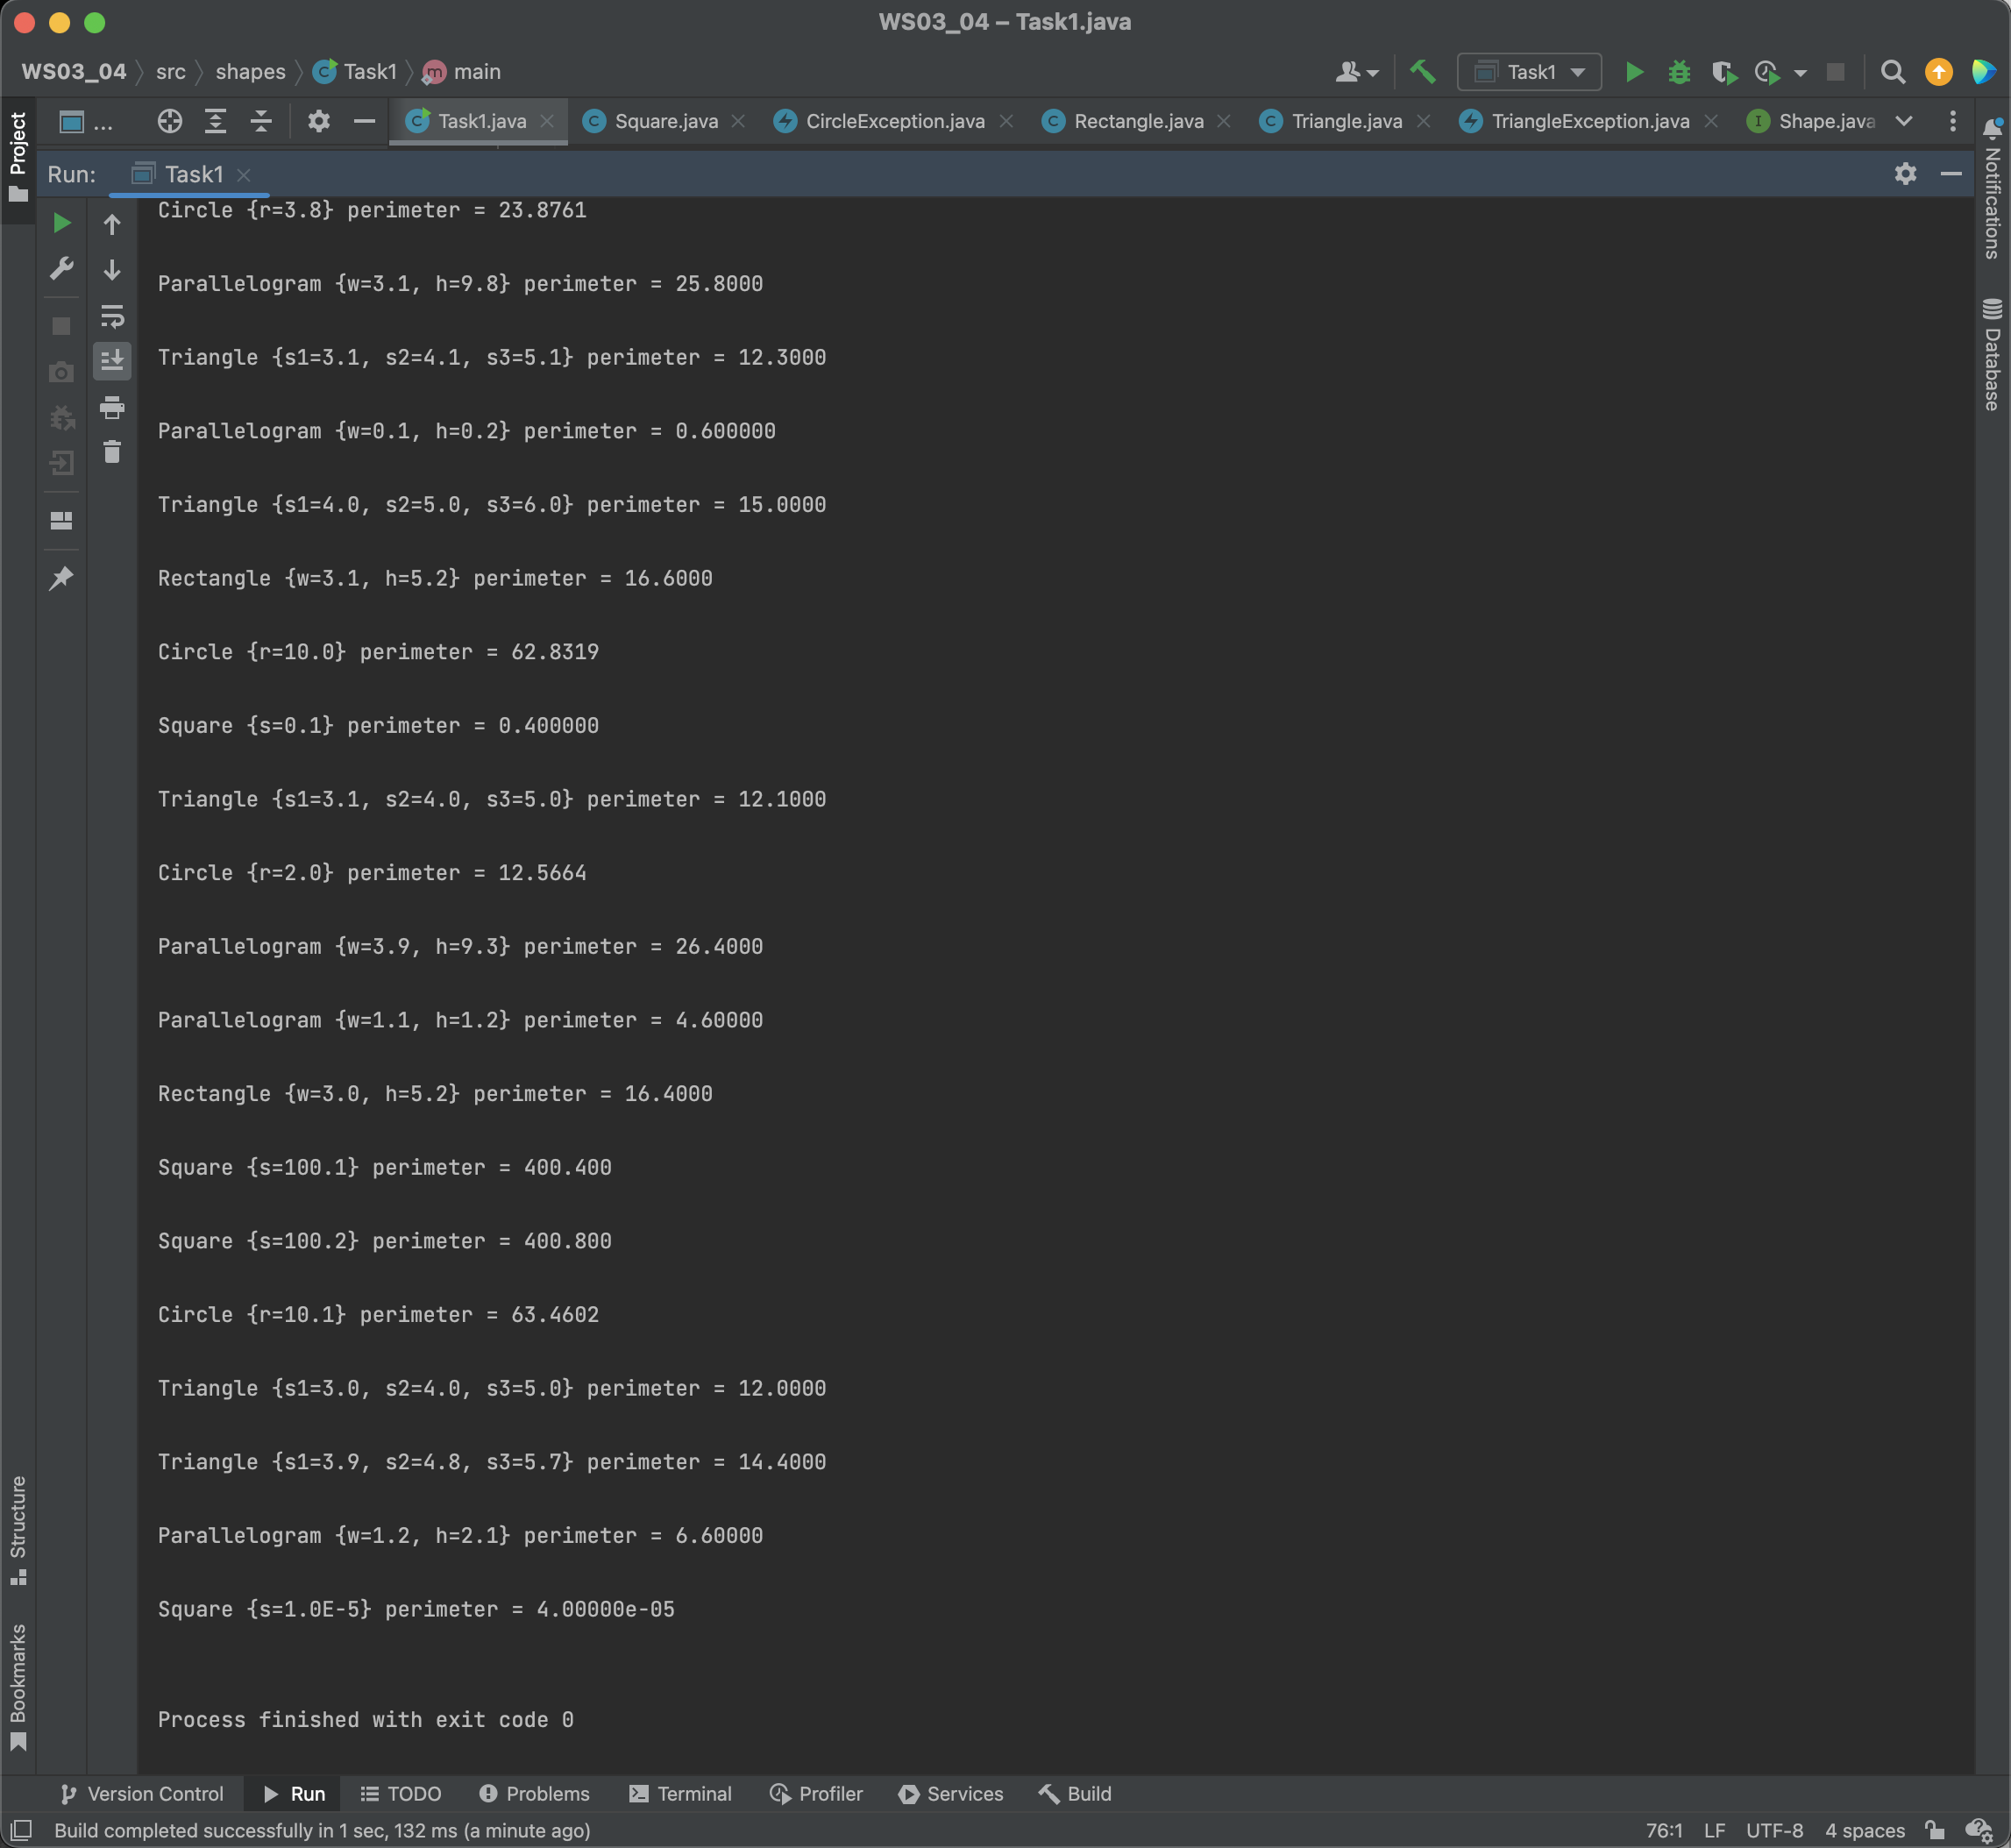 WS03_04 – Task1.java
WS03_04 src shapes Task1 main
Task1
Project
...
Task1.java Square.java CircleException.java Rectangle.java Triangle.java TriangleException.java Shape.java
Run: Task1
Circle {r=3.8} perimeter = 23.8761
Parallelogram {w=3.1, h=9.8} perimeter = 25.8000
Triangle {s1=3.1, s2=4.1, s3=5.1} perimeter = 12.3000
Parallelogram {w=0.1, h=0.2} perimeter = 0.600000
Triangle {s1=4.0, s2=5.0, s3=6.0} perimeter = 15.0000
Rectangle {w=3.1, h=5.2} perimeter = 16.6000
Circle {r=10.0} perimeter = 62.8319
Square {s=0.1} perimeter = 0.400000
Triangle {s1=3.1, s2=4.0, s3=5.0} perimeter = 12.1000
Circle {r=2.0} perimeter = 12.5664
Parallelogram {w=3.9, h=9.3} perimeter = 26.4000
Parallelogram {w=1.1, h=1.2} perimeter = 4.60000
Rectangle {w=3.0, h=5.2} perimeter = 16.4000
Square {s=100.1} perimeter = 400.400
Square {s=100.2} perimeter = 400.800
Circle {r=10.1} perimeter = 63.4602
Triangle {s1=3.0, s2=4.0, s3=5.0} perimeter = 12.0000
Triangle {s1=3.9, s2=4.8, s3=5.7} perimeter = 14.4000
Parallelogram {w=1.2, h=2.1} perimeter = 6.60000
Square {s=1.0E-5} perimeter = 4.00000e-05
Process finished with exit code 0
Structure
Bookmarks
Notifications
Database
Version Control Run TODO Problems Terminal Profiler Services Build
Build completed successfully in 1 sec, 132 ms (a minute ago)
76:1 LF UTF-8 4 spaces